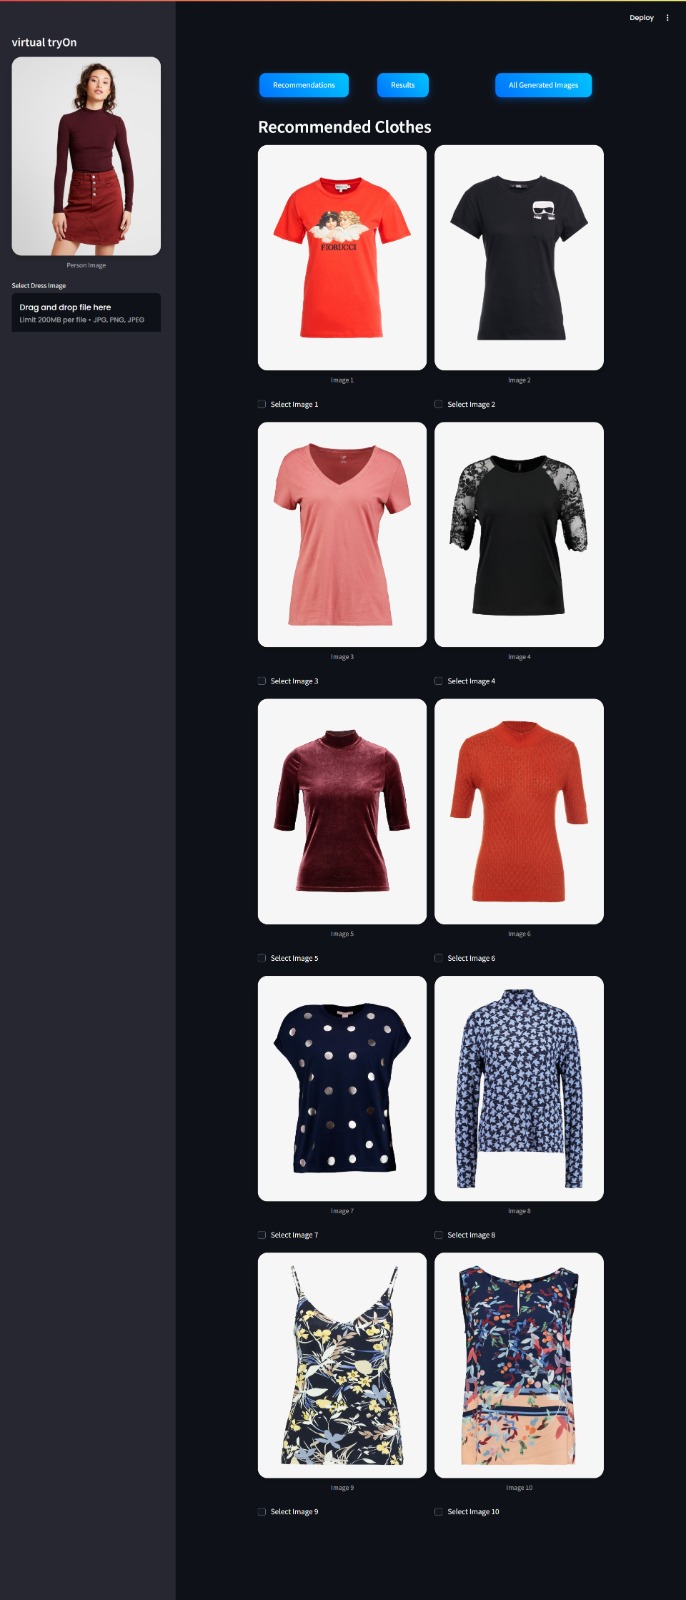 Deploy
virtual tryOn
Person Image
Select Dress Image
Drag and drop file here
Limit 200MB per file • JPG, PNG, JPEG
Recommendations
Results
All Generated Images
Recommended Clothes
FIORUCCI
Image 1
Image 2
Select Image 1
Select Image 2
Image 3
Image 4
Select Image 3
Select Image 4
Image 5
Image 6
Select Image 5
Select Image 6
Image 7
Image 8
Select Image 7
Select Image 8
Image 9
Image 10
Select Image 9
Select Image 10